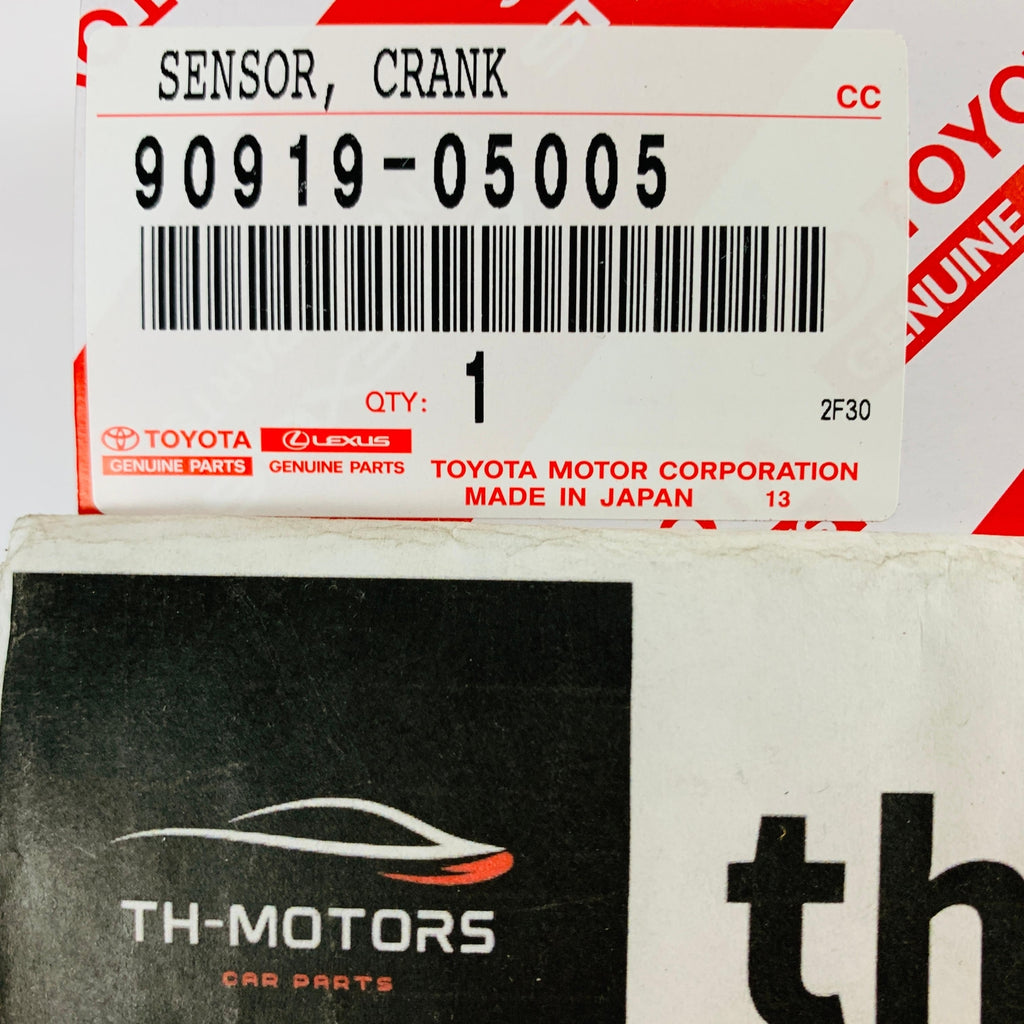 SENSOR, CRANK
CC
90919-05005
QTY: 1
2F30
TOYOTA LEXUS
GENUINE PARTS GENUINE PARTS
TOYOTA MOTOR CORPORATION
MADE IN JAPAN 13
TOYO
GENUINE
TH-MOTORS
CAR PARTS
th